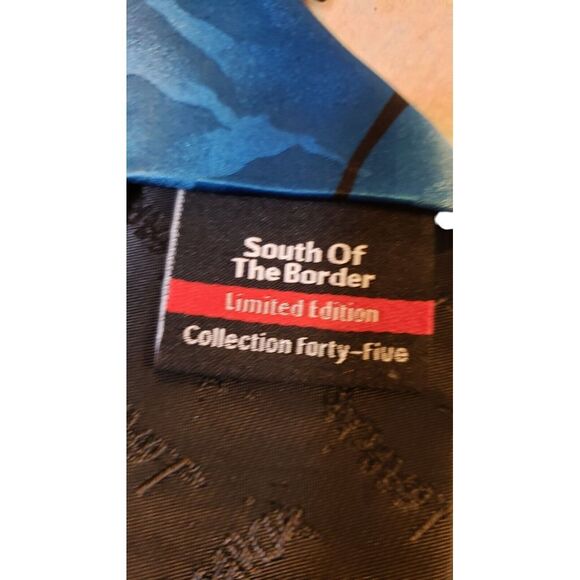 South Of
The Border
Limited Edition
Collection Forty-Five